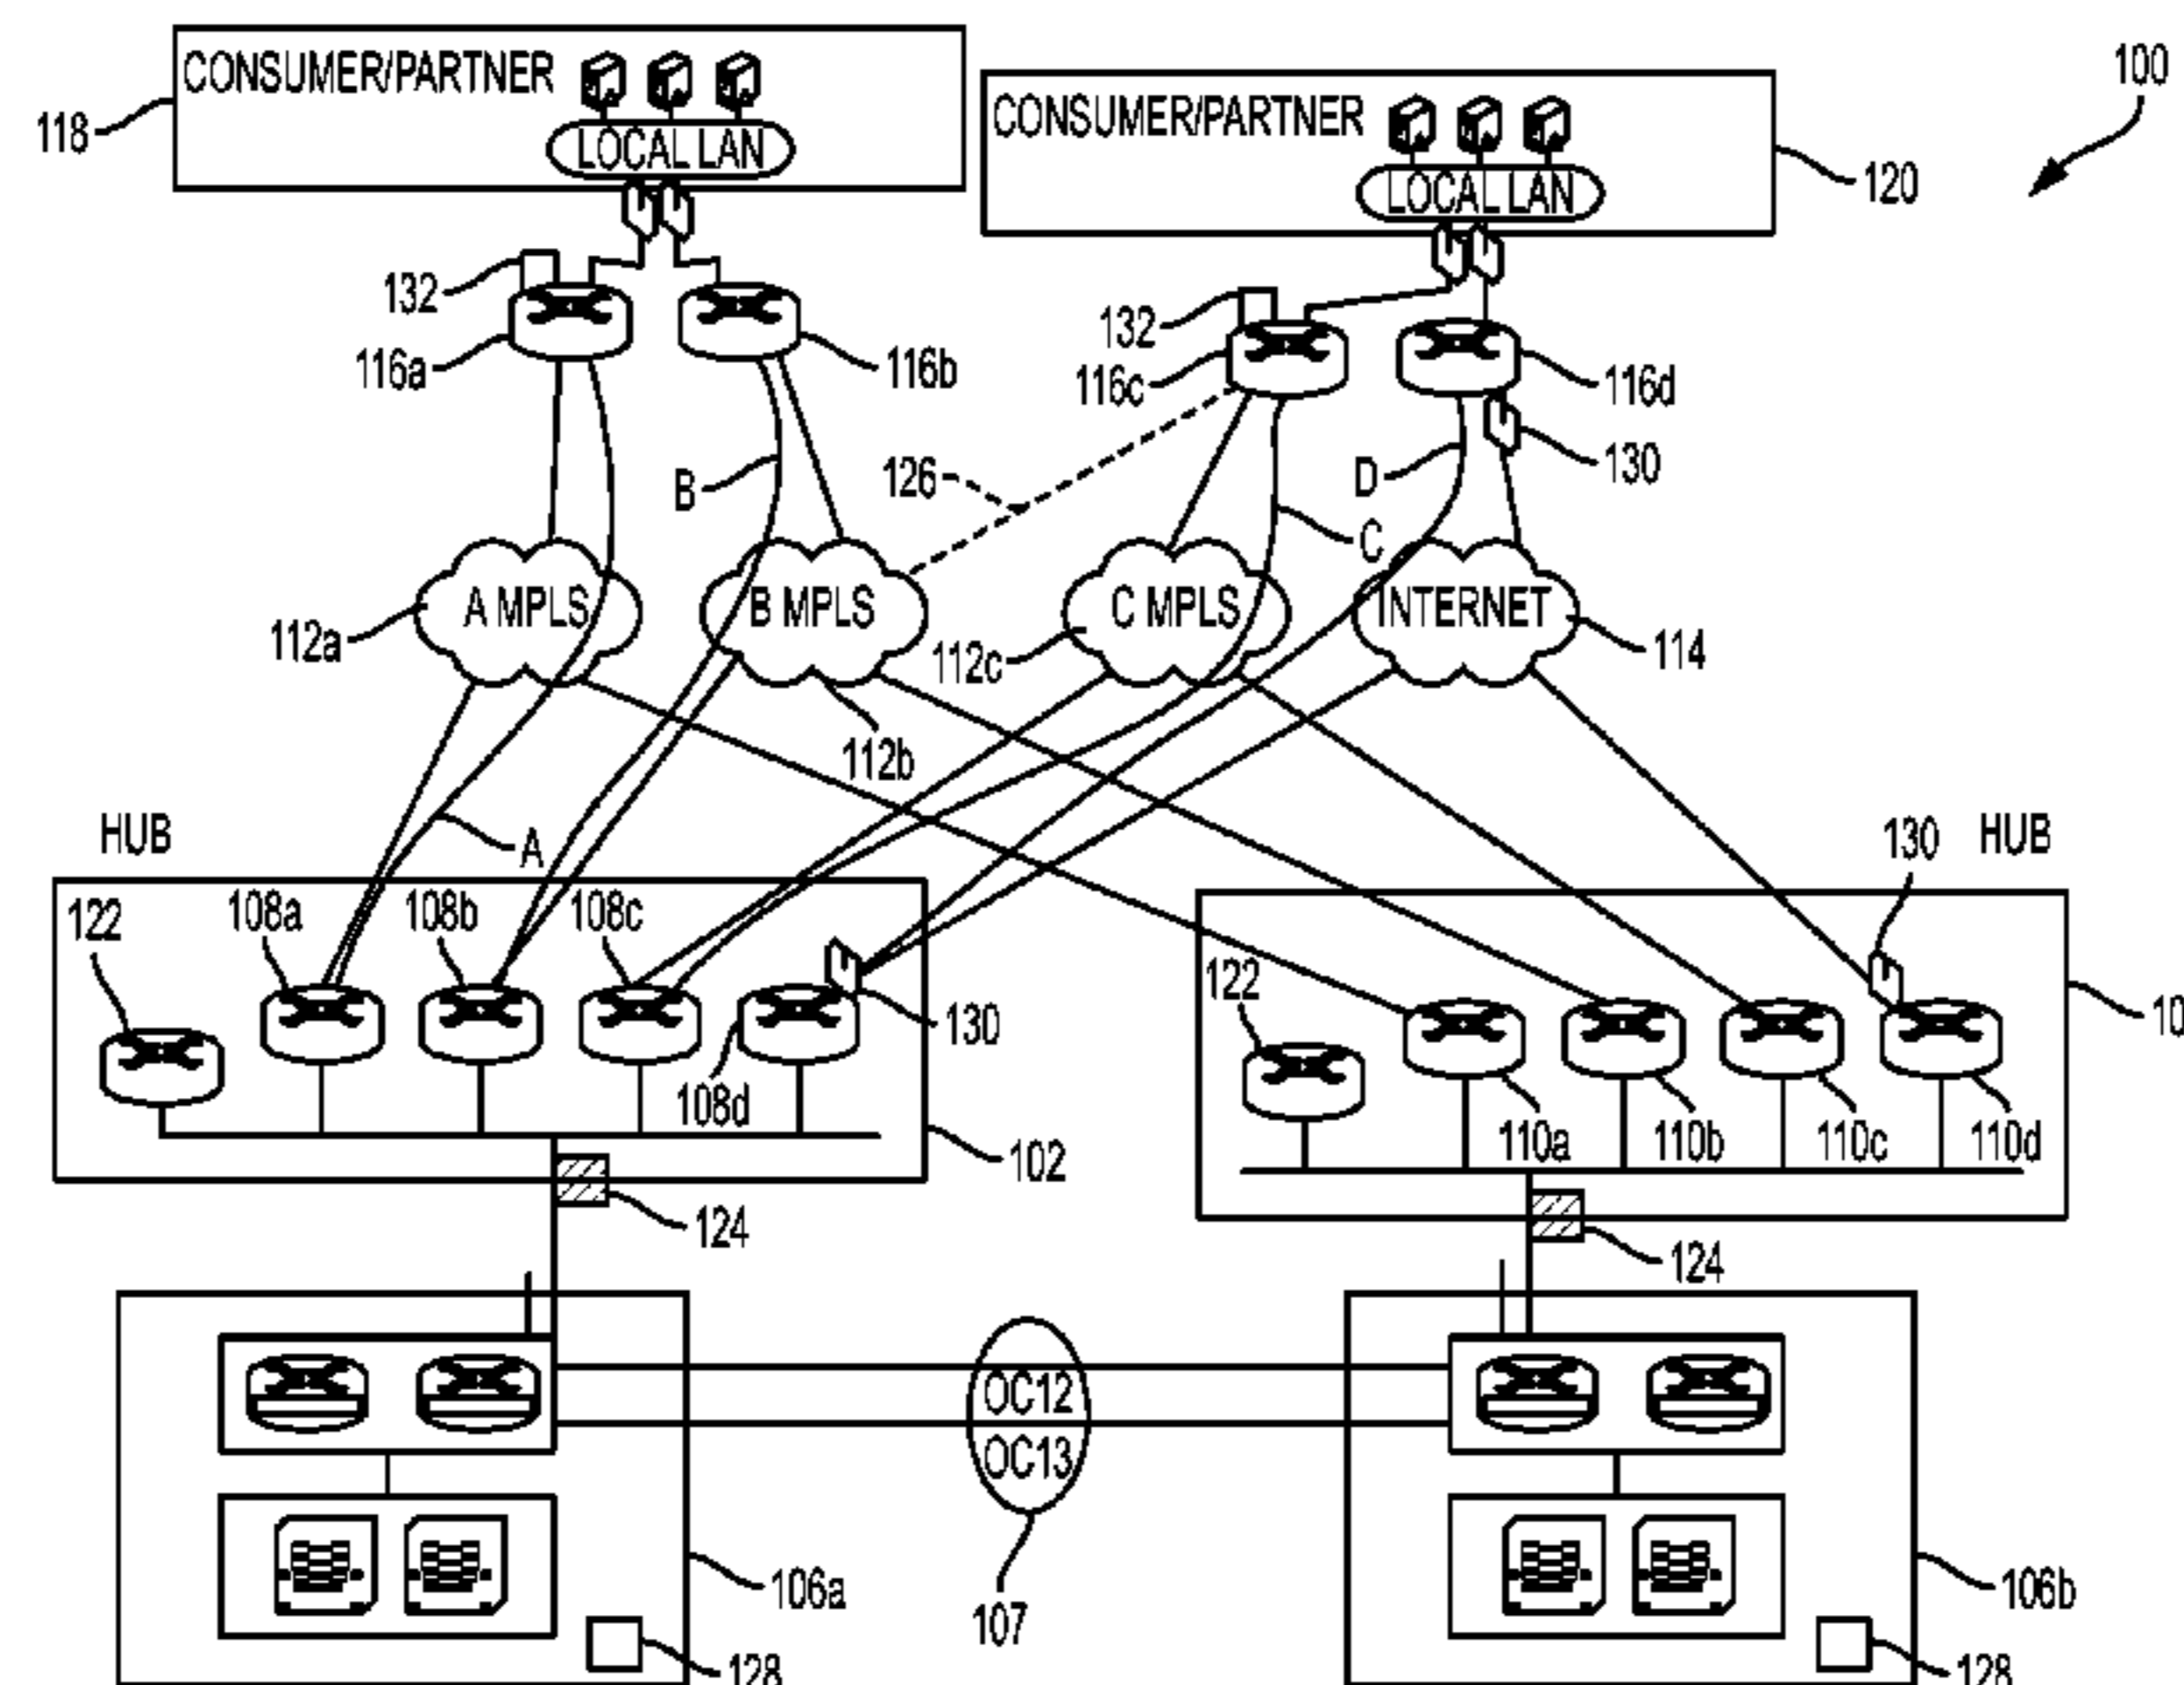 CONSUMER/PARTNER
LOCAL LAN
118
CONSUMER/PARTNER
LOCAL LAN
120
100
132
116a
116b
132
116c
116d
130
B
126
D
C
A MPLS
B MPLS
C MPLS
INTERNET
112a
112b
112c
114
HUB
A
130
HUB
122
108a
108b
108c
108d
130
122
110a
110b
110c
110d
10
102
124
124
OC12
OC13
107
106a
106b
128
128